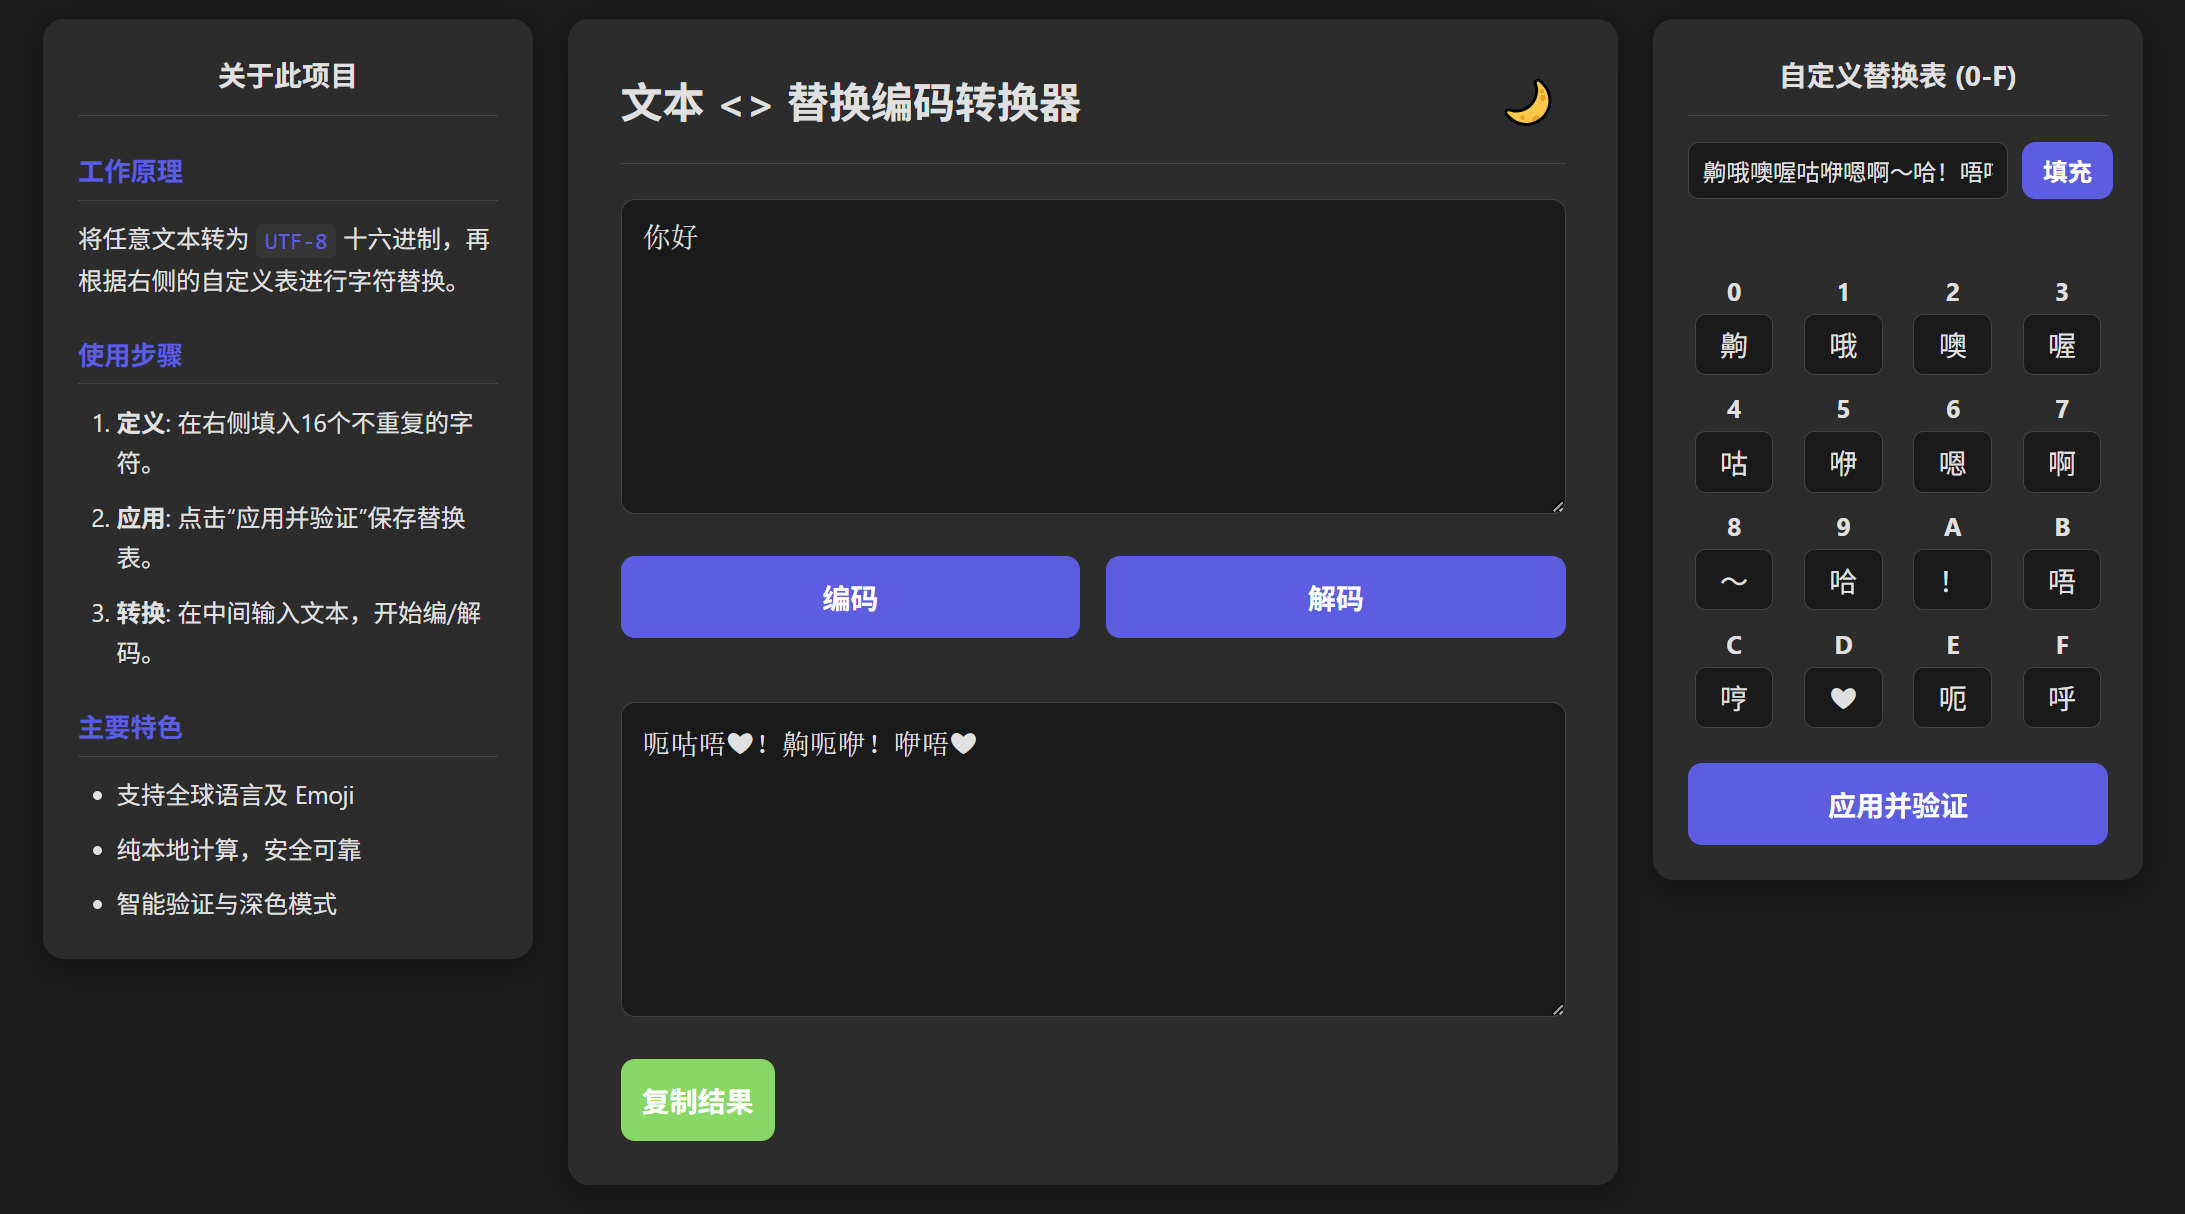 关于此项目
工作原理
将任意文本转为 UTF-8 十六进制，再
根据右侧的自定义表进行字符替换。
使用步骤
1. 定义: 在右侧填入16个不重复的字
符。
2. 应用: 点击“应用并验证”保存替换
表。
3. 转换: 在中间输入文本，开始编/解
码。
主要特色
支持全球语言及 Emoji
纯本地计算，安全可靠
智能验证与深色模式
文本 <> 替换编码转换器
你好
编码
解码
呃咕唔♥！齁呃咿！咿唔♥
复制结果
自定义替换表 (0-F)
齁哦噢喔咕咿嗯啊～哈！唔
填充
0 1 2 3
齁 哦 噢 喔
4 5 6 7
咕 咿 嗯 啊
8 9 A B
～ 哈 ！ 唔
C D E F
哼 ♥ 呃 呼
应用并验证